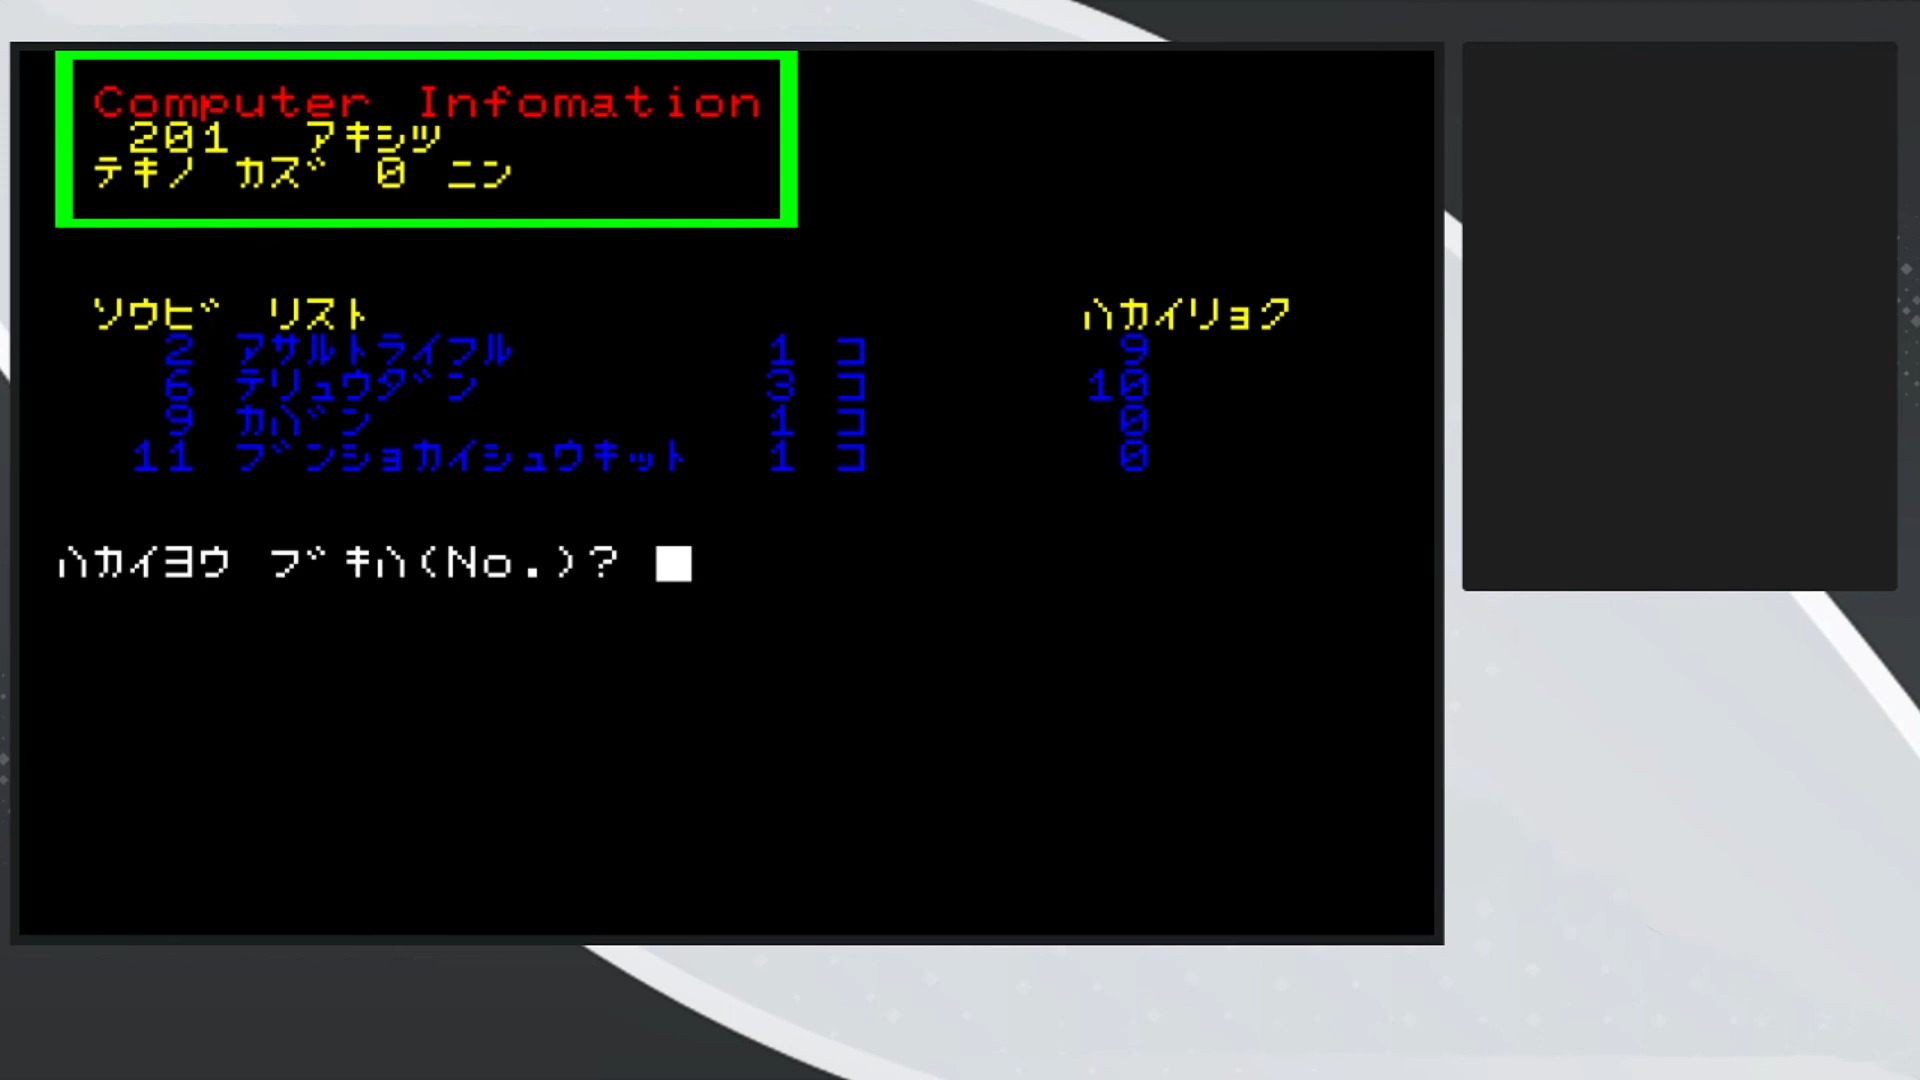 Computer Infomation
201 アキシツ
テキノ カズ 0 ニン
ソウビ リスト ハカイリョク
2 アサルトライフル 1 コ 9
6 テリュウダン 3 コ 10
9 カバン 1 コ 0
11 ブンショカイシュウキット 1 コ 0
ハカイヨウ ブキハ(No.)?